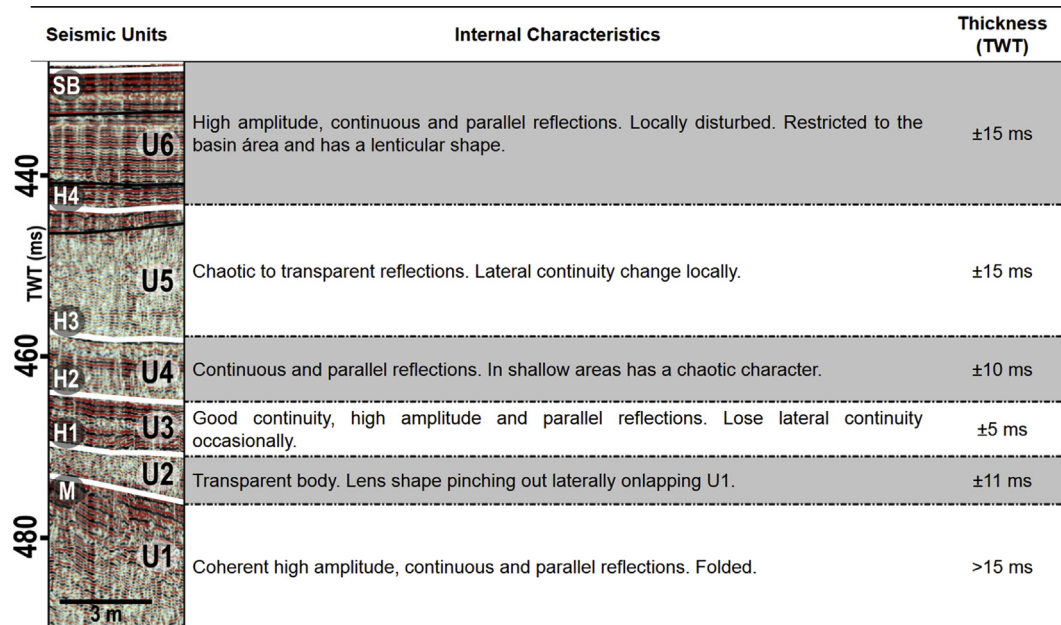 Seismic Units Internal Characteristics Thickness (TWT)
SB
U6
High amplitude, continuous and parallel reflections. Locally disturbed. Restricted to the
basin área and has a lenticular shape.
±15 ms
440
H4
TWT (ms)
U5
Chaotic to transparent reflections. Lateral continuity change locally.
±15 ms
H3
460
U4
Continuous and parallel reflections. In shallow areas has a chaotic character.
±10 ms
H2
U3
Good continuity, high amplitude and parallel reflections. Lose lateral continuity
occasionally.
±5 ms
H1
U2
Transparent body. Lens shape pinching out laterally onlapping U1.
±11 ms
M
480
U1
Coherent high amplitude, continuous and parallel reflections. Folded.
>15 ms
3 m